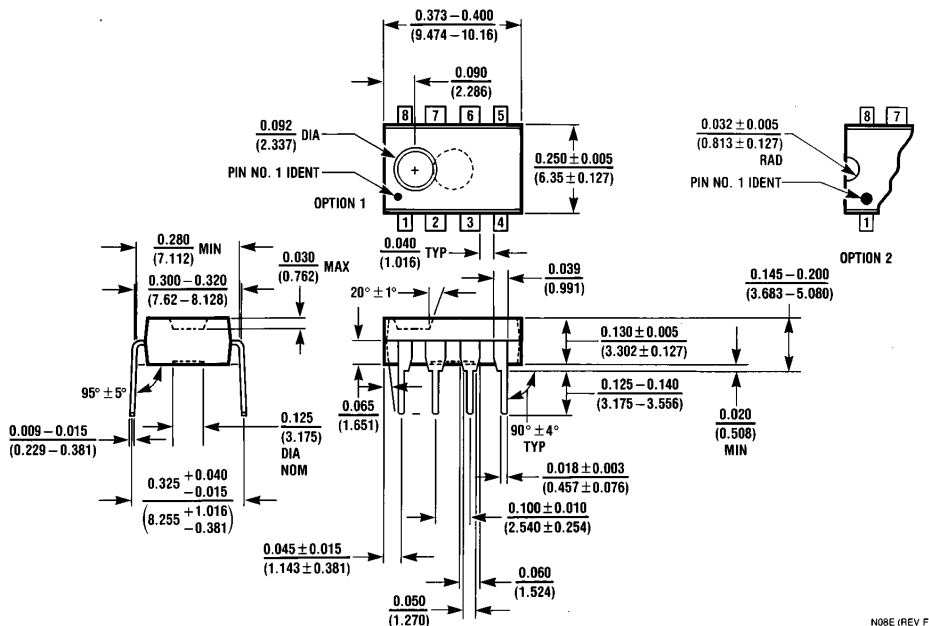 0.373 – 0.400
(9.474 – 10.16)
0.090
(2.286)
8 7 6 5
0.092 DIA
(2.337)
PIN NO. 1 IDENT
OPTION 1
+
1 2 3 4
0.250 ± 0.005
(6.35 ± 0.127)
8 7
0.032 ± 0.005
(0.813 ± 0.127)
RAD
PIN NO. 1 IDENT
1
OPTION 2
0.280 MIN
(7.112)
0.300 – 0.320
(7.62 – 8.128)
0.030 MAX
(0.762)
0.040 TYP
(1.016)
20° ± 1°
0.039
(0.991)
0.145 – 0.200
(3.683 – 5.080)
0.130 ± 0.005
(3.302 ± 0.127)
0.125 – 0.140
(3.175 – 3.556)
0.020
(0.508)
MIN
95° ± 5°
0.009 – 0.015
(0.229 – 0.381)
0.125
(3.175)
DIA
NOM
0.065
(1.651)
90° ± 4°
TYP
0.018 ± 0.003
(0.457 ± 0.076)
0.325 +0.040
–0.015
(8.255 +1.016
–0.381)
0.100 ± 0.010
(2.540 ± 0.254)
0.045 ± 0.015
(1.143 ± 0.381)
0.060
(1.524)
0.050
(1.270)
N08E (REV F